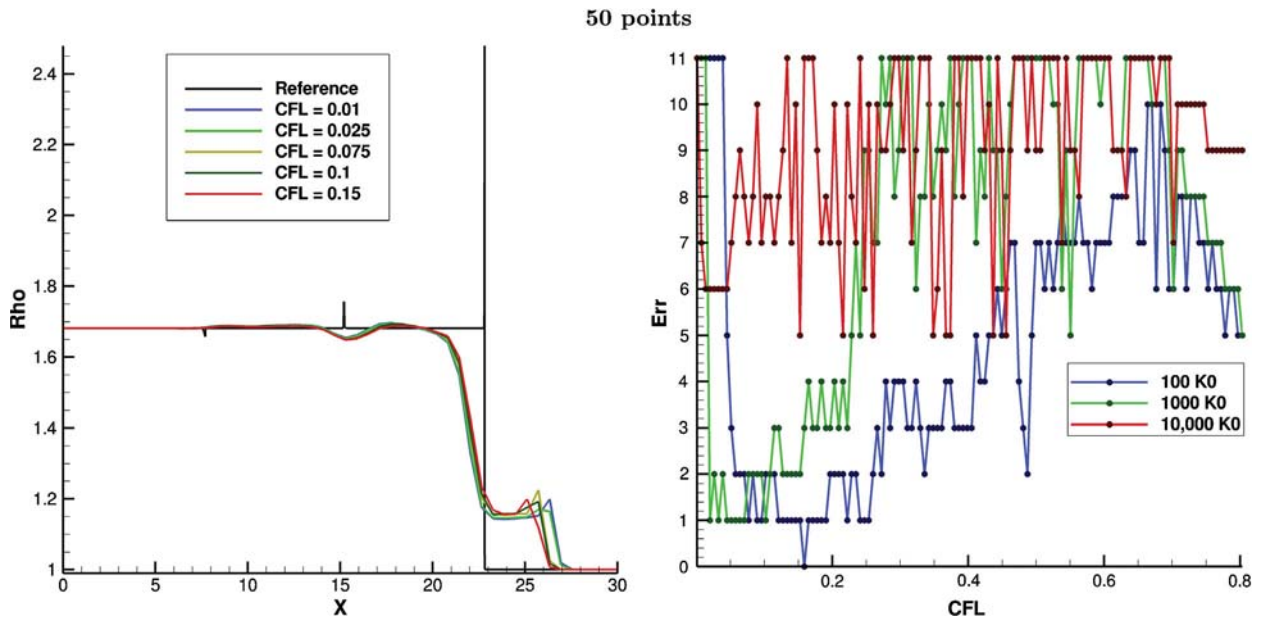 50 points
2.4
2.2
2
1.8
1.6
1.4
1.2
1
Rho
0 5 10 15 20 25 30
X
Reference
CFL = 0.01
CFL = 0.025
CFL = 0.075
CFL = 0.1
CFL = 0.15
11
10
9
8
7
6
5
4
3
2
1
0
Err
0.2 0.4 0.6 0.8
CFL
100 K0
1000 K0
10,000 K0